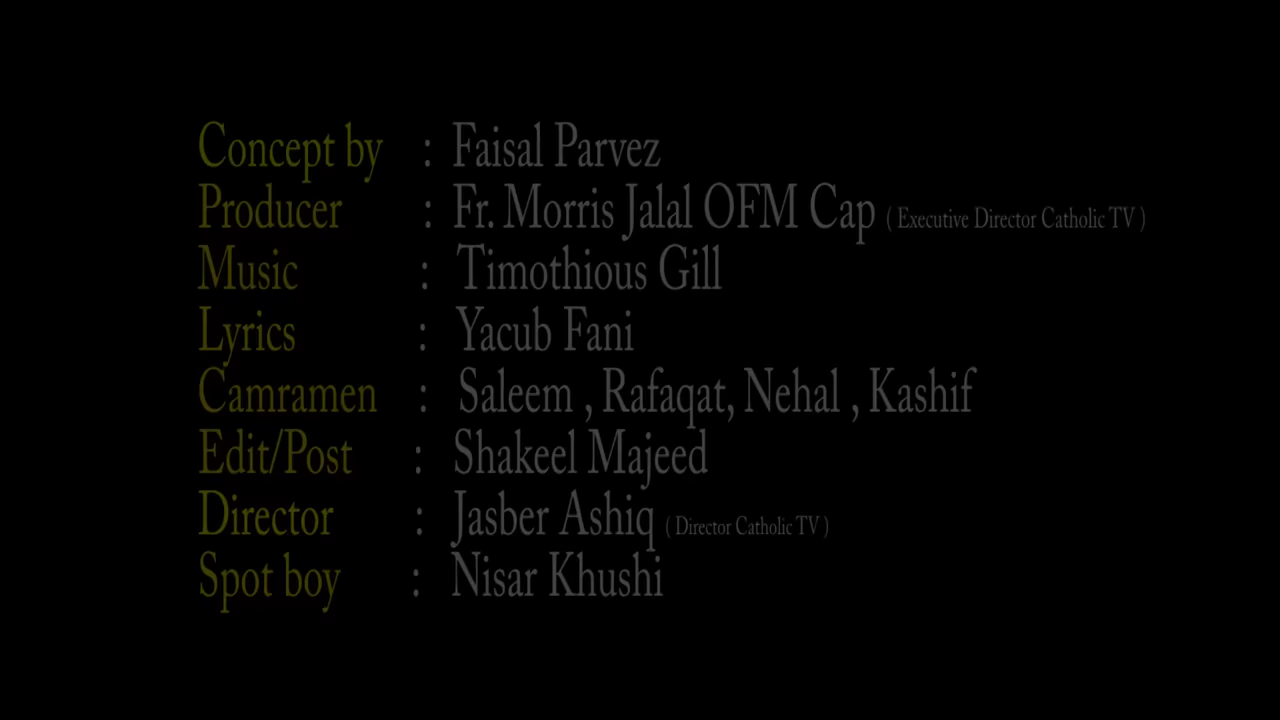 Concept by : Faisal Parvez
Producer : Fr. Morris Jalal OFM Cap ( Executive Director Catholic TV )
Music : Timothious Gill
Lyrics : Yacub Fani
Camramen : Saleem , Rafaqat, Nehal , Kashif
Edit/Post : Shakeel Majeed
Director : Jasber Ashiq ( Director Catholic TV )
Spot boy : Nisar Khushi